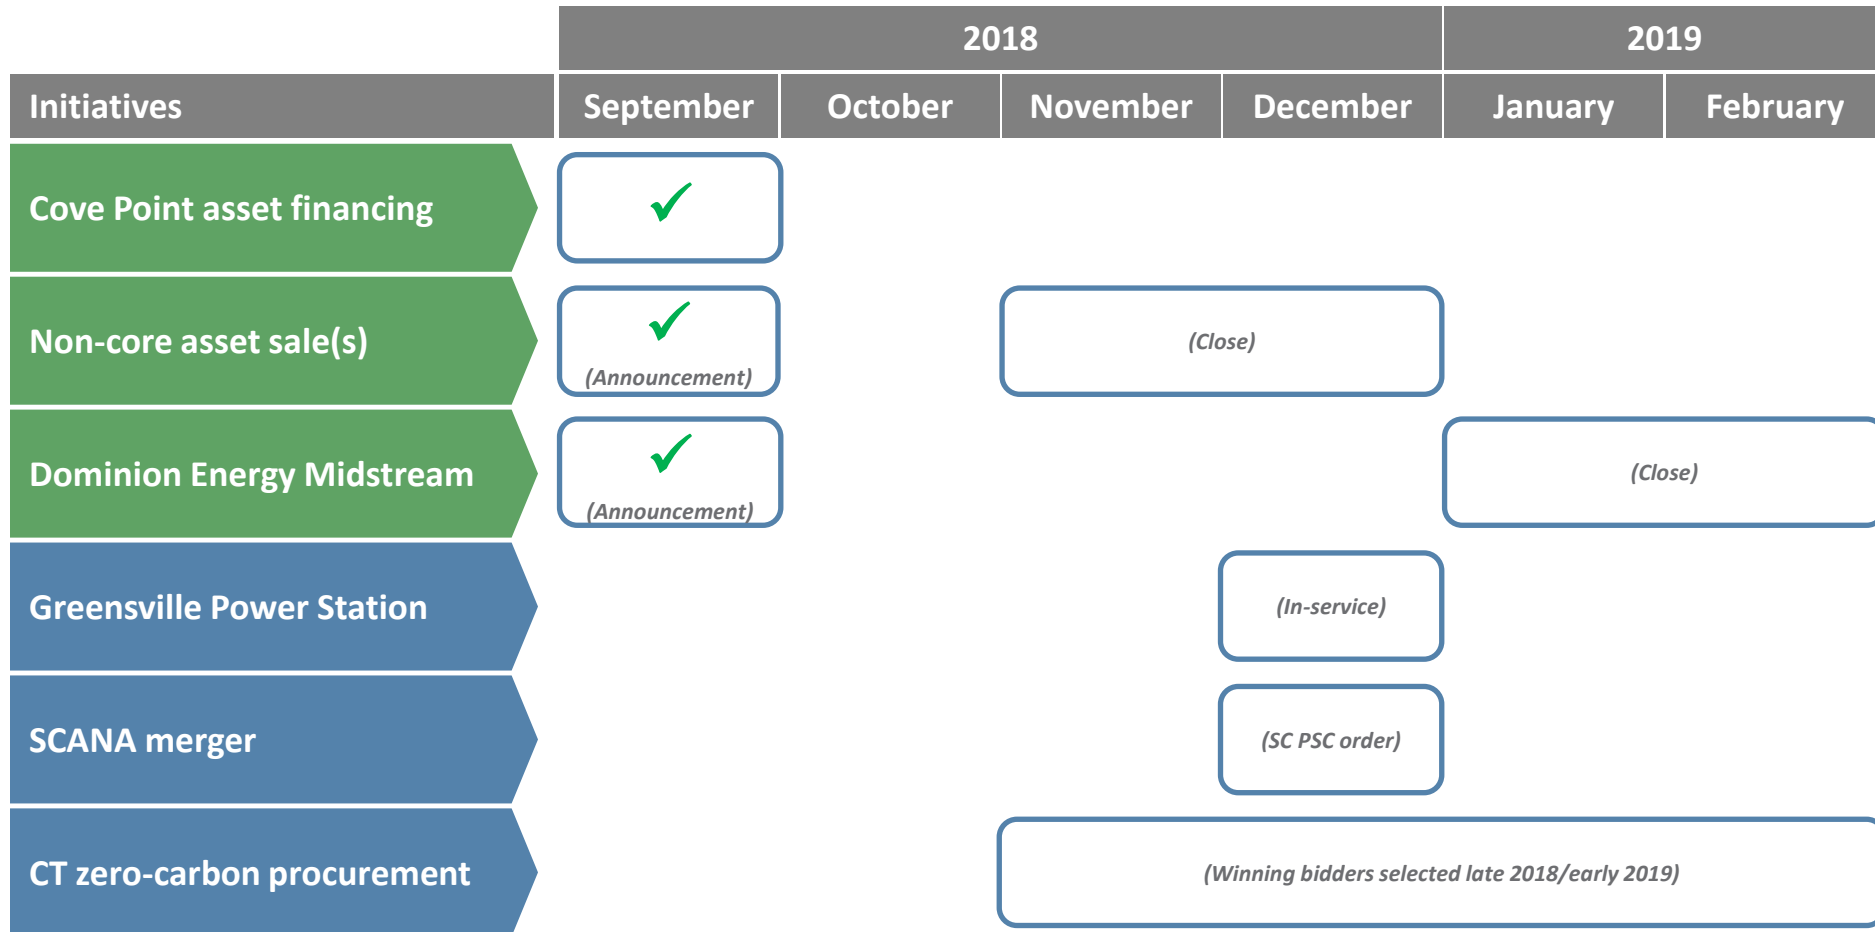 2018
2019
Initiatives
September
October
November
December
January
February
Cove Point asset financing
Non-core asset sale(s)
(Announcement)
(Close)
Dominion Energy Midstream
(Announcement)
(Close)
Greensville Power Station
(In-service)
SCANA merger
(SC PSC order)
CT zero-carbon procurement
(Winning bidders selected late 2018/early 2019)